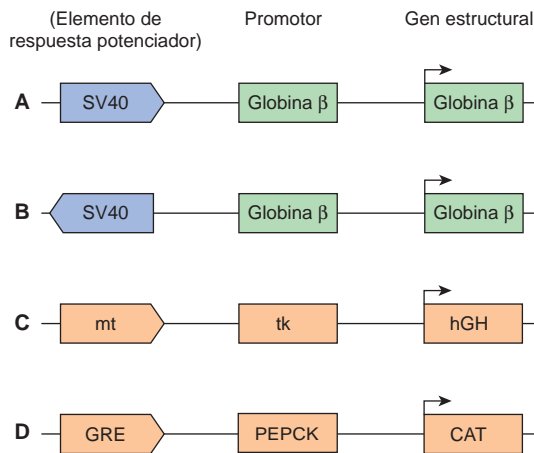 (Elemento de
respuesta potenciador)
Promotor
Gen estructural
A SV40 Globina β Globina β
B SV40 Globina β Globina β
C mt tk hGH
D GRE PEPCK CAT